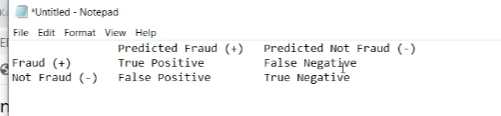 *Untitled - Notepad
File Edit Format View Help
Predicted Fraud (+) Predicted Not Fraud (-)
Fraud (+) True Positive False Negative
Not Fraud (-) False Positive True Negative